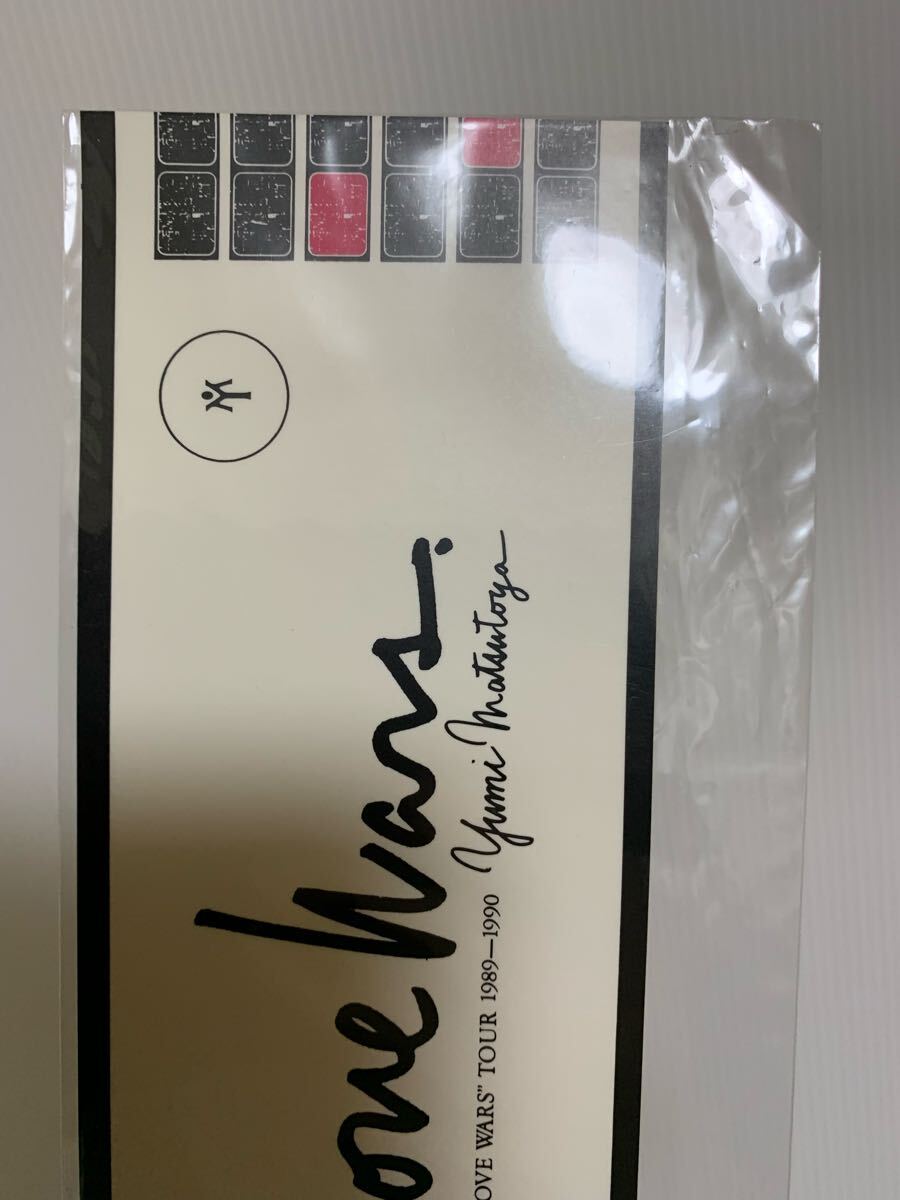 ove Wars.
OVE WARS" TOUR 1989—1990 Yumi Matsutoya